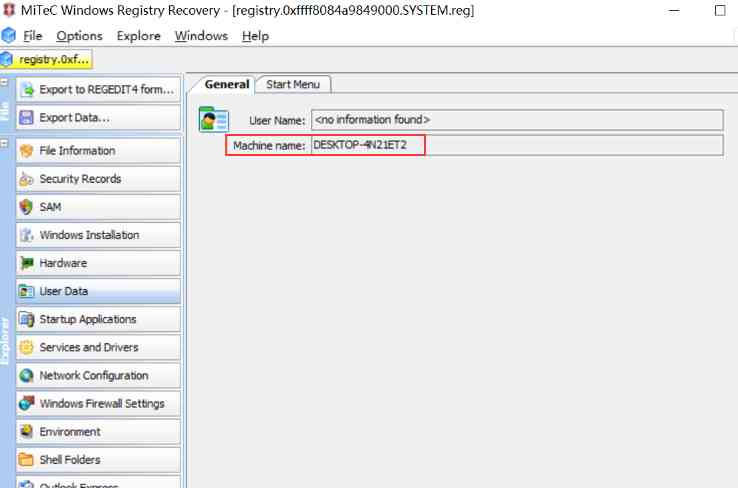 MiTeC Windows Registry Recovery - [registry.0xffff8084a9849000.SYSTEM.reg]
File Options Explore Windows Help
registry.0xf...
File
Export to REGEDIT4 form...
Export Data...
Explorer
File Information
Security Records
SAM
Windows Installation
Hardware
User Data
Startup Applications
Services and Drivers
Network Configuration
Windows Firewall Settings
Environment
Shell Folders
Outlook Express
General Start Menu
User Name: <no information found>
Machine name: DESKTOP-4N21ET2